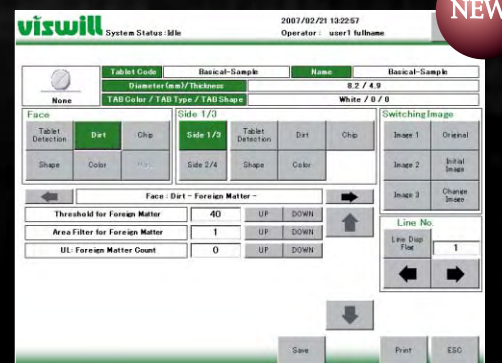 NEW
viswill System Status : Idle
2007/02/21 13:22:57
Operator : user1 fullname
None
Tablet Code Basical-Sample Name Basical-Sample
Diameter(mm)/Thickness 8.2 / 4.9
TAB Color / TAB Type / TAB Shape White / 0 / 0
Face
Tablet Detection Dirt Chip
Shape Color
Side 1/3
Side 1/3 Tablet Detection Dirt Chip
Side 2/4 Shape Color
Switching Image
Image 1 Original
Image 2 Initial Image
Image 3 Change Image
Face : Dirt - Foreign Matter -
Threshold for Foreign Matter 40 UP DOWN
Area Filter for Foreign Matter 1 UP DOWN
UL: Foreign Matter Count 0 UP DOWN
Line No.
Line Disp Flag 1
Save Print ESC